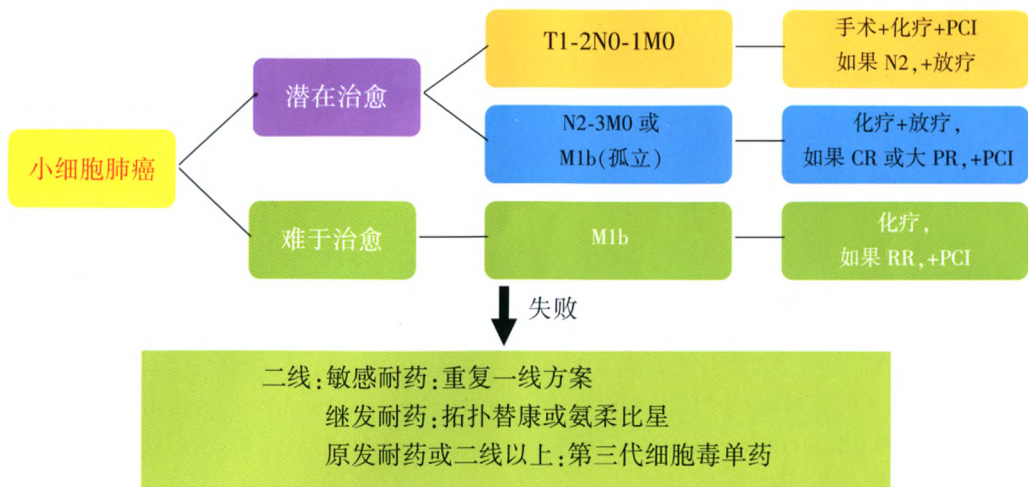 小细胞肺癌
潜在治愈
T1-2N0-1M0
手术+化疗+PCI
如果 N2,+放疗
N2-3M0 或
M1b(孤立)
化疗+放疗,
如果 CR 或大 PR,+PCI
难于治愈
M1b
化疗,
如果 RR,+PCI
失败
二线:敏感耐药:重复一线方案
继发耐药:拓扑替康或氨柔比星
原发耐药或二线以上:第三代细胞毒单药